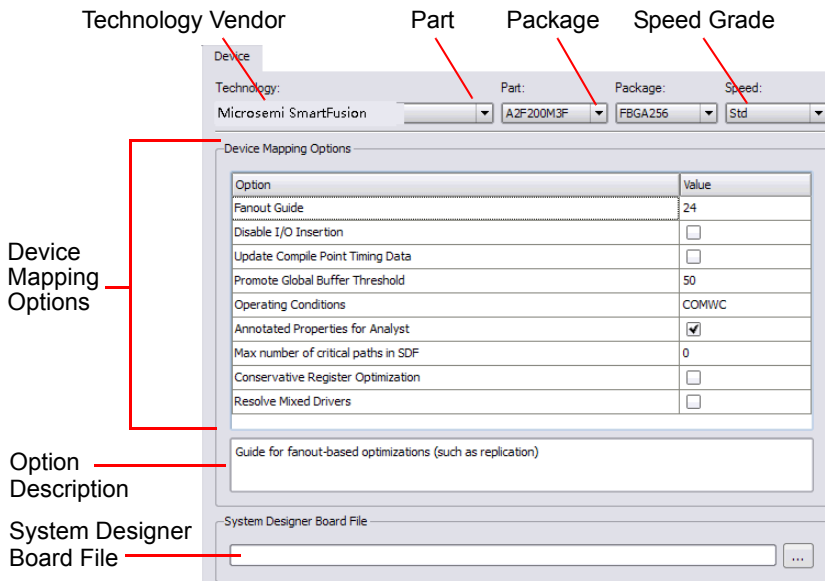 Technology Vendor Part Package Speed Grade
Device
Technology: Part: Package: Speed:
Microsemi SmartFusion A2F200M3F FBGA256 Std
Device Mapping Options
Option Value
Fanout Guide 24
Disable I/O Insertion
Update Compile Point Timing Data
Promote Global Buffer Threshold 50
Operating Conditions COMWC
Annotated Properties for Analyst
Max number of critical paths in SDF 0
Conservative Register Optimization
Resolve Mixed Drivers
Device
Mapping
Options
Guide for fanout-based optimizations (such as replication)
Option
Description
System Designer Board File
...
System Designer
Board File